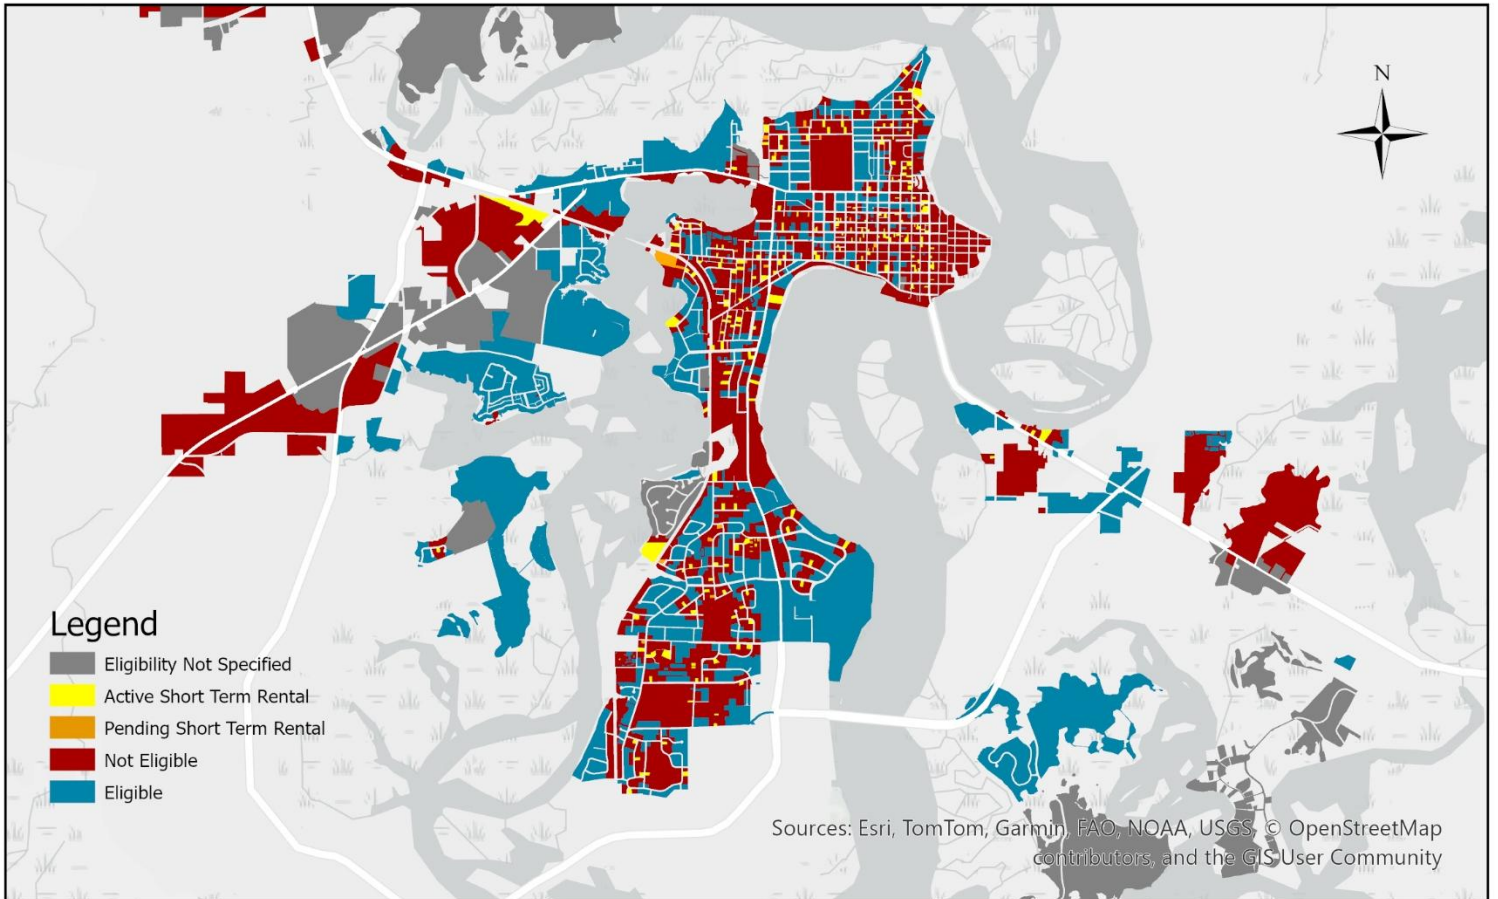 N
Legend
Eligibility Not Specified
Active Short Term Rental
Pending Short Term Rental
Not Eligible
Eligible
Sources: Esri, TomTom, Garmin, FAO, NOAA, USGS, © OpenStreetMap
contributors, and the GIS User Community